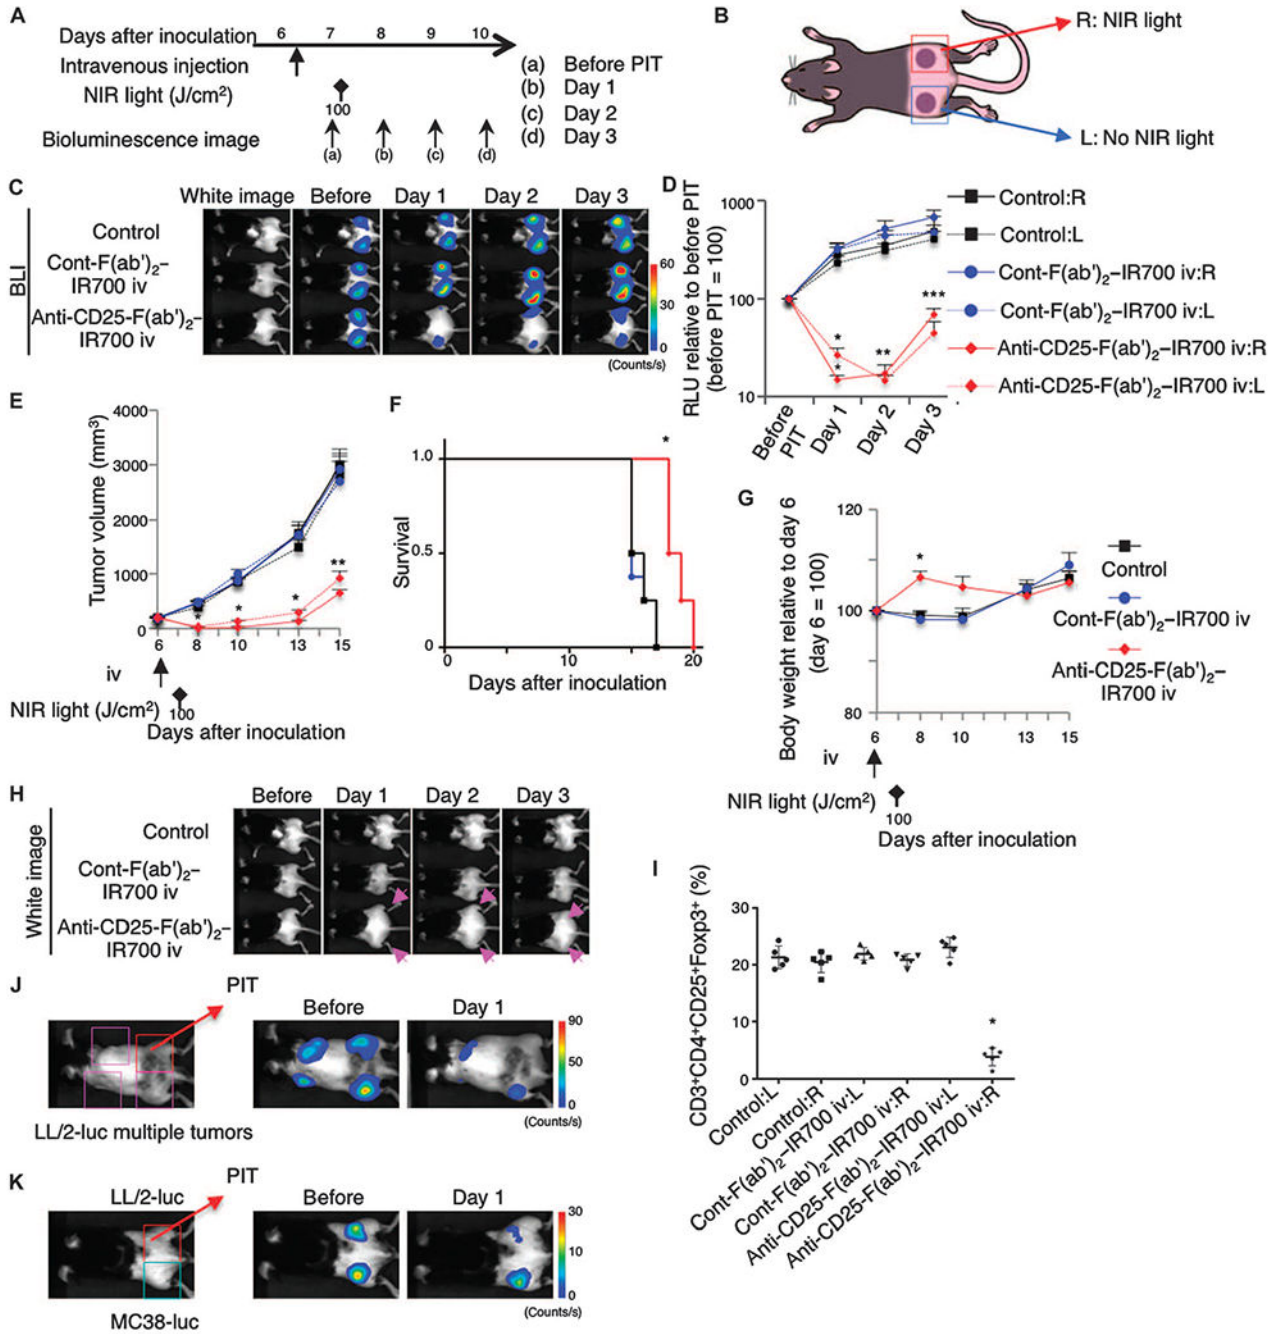 A
Days after inoculation 6 7 8 9 10
Intravenous injection
NIR light (J/cm²)
100
Bioluminescence image
(a) (b) (c) (d)
(a) Before PIT
(b) Day 1
(c) Day 2
(d) Day 3
B
R: NIR light
L: No NIR light
C
White image Before Day 1 Day 2 Day 3
BLI
Control
Cont-F(ab')₂–
IR700 iv
Anti-CD25-F(ab')₂–
IR700 iv
60
30
0
(Counts/s)
D
RLU relative to before PIT
(before PIT = 100)
1000
100
10
*
*
**
***
Before
PIT
Day 1
Day 2
Day 3
Control:R
Control:L
Cont-F(ab')₂–IR700 iv:R
Cont-F(ab')₂–IR700 iv:L
Anti-CD25-F(ab')₂–IR700 iv:R
Anti-CD25-F(ab')₂–IR700 iv:L
E
Tumor volume (mm³)
4000
3000
2000
1000
0
* * * **
6 8 10 13 15
iv
NIR light (J/cm²) 100
Days after inoculation
F
Survival
1.0
0.5
0
*
0 10 20
Days after inoculation
G
Body weight relative to day 6
(day 6 = 100)
120
100
80
*
6 8 10 13 15
iv
NIR light (J/cm²)
100
Days after inoculation
Control
Cont-F(ab')₂–IR700 iv
Anti-CD25-F(ab')₂–
IR700 iv
H
Before Day 1 Day 2 Day 3
White image
Control
Cont-F(ab')₂–
IR700 iv
Anti-CD25-F(ab')₂–
IR700 iv
I
CD3⁺CD4⁺CD25⁺Foxp3⁺ (%)
30
20
10
0
*
Control:L
Control:R
Cont-F(ab')₂–IR700 iv:L
Cont-F(ab')₂–IR700 iv:R
Anti-CD25-F(ab')₂–IR700 iv:L
Anti-CD25-F(ab')₂–IR700 iv:R
J
PIT
Before Day 1
90
50
0
(Counts/s)
LL/2-luc multiple tumors
K
PIT
LL/2-luc
Before Day 1
30
10
0
(Counts/s)
MC38-luc